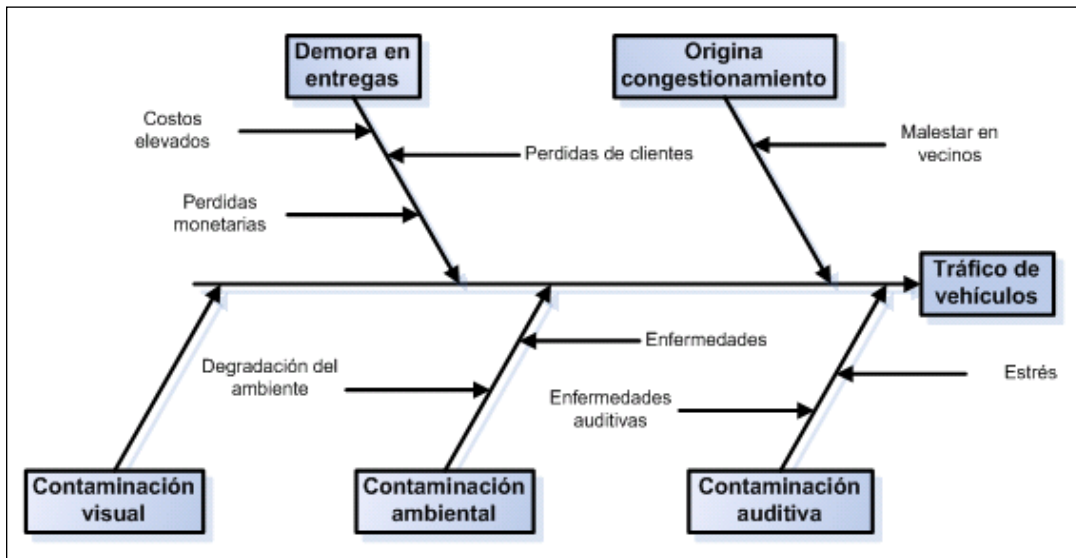 Demora en
entregas
Origina
congestionamiento
Costos
elevados
Perdidas de clientes
Malestar en
vecinos
Perdidas
monetarias
Tráfico de
vehículos
Enfermedades
Degradación del
ambiente
Estrés
Enfermedades
auditivas
Contaminación
visual
Contaminación
ambiental
Contaminación
auditiva